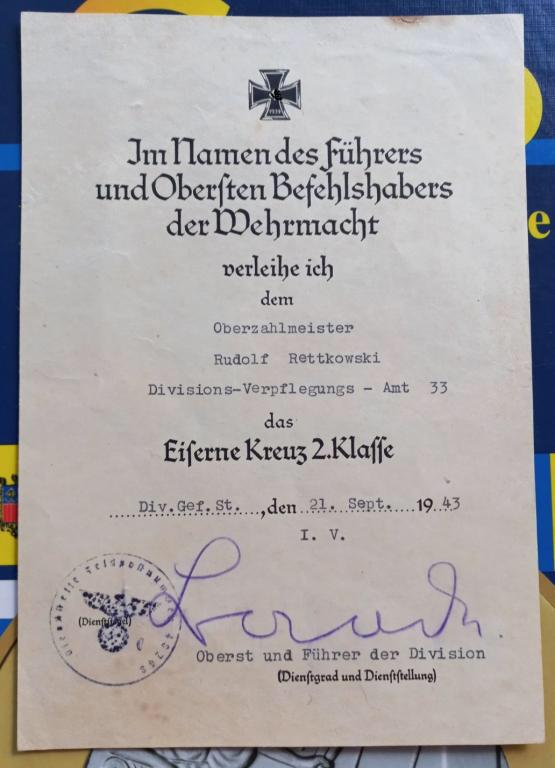 1939
Im Namen des Führers
und Oberſten Befehlshabers
der Wehrmacht
verleihe ich
dem
Oberzahlmeister
Rudolf Rettkowski
Divisions-Verpflegungs - Amt 33
das
Eiſerne Kreuz 2.Klaſſe
Div.Gef.St. ,den 21. Sept. 1943
I. V.
(Dienſtſiegel)
Oberst und Führer der Division
(Dienſtgrad und Dienſtſtellung)
e